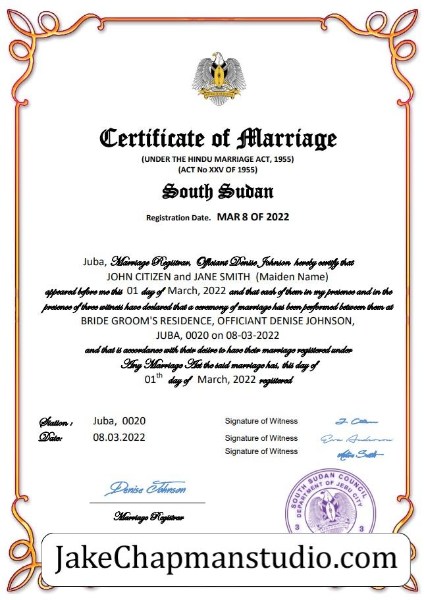 Certificate of Marriage
(UNDER THE HINDU MARRIAGE ACT, 1955)
(ACT No XXV OF 1955)
South Sudan
Registration Date. MAR 8 OF 2022
Juba, Marriage Registrar, Officiant Denise Johnson hereby certify that
JOHN CITIZEN and JANE SMITH (Maiden Name)
appeared before me this 01 day of March, 2022 and that each of them in my presence and in the
presence of three witness have declared that a ceremony of marriage has been performed between them at
BRIDE GROOM'S RESIDENCE, OFFICIANT DENISE JOHNSON,
JUBA, 0020 on 08-03-2022
and that is accordance with their desire to have their marriage registered under
Any Marriage Act the said marriage has, this day of
01th day of March, 2022 registered
Station : Juba, 0020
Date: 08.03.2022
Signature of Witness
Signature of Witness
Signature of Witness
Denise Johnson
Marriage Registrar
SOUTH SUDAN COUNCIL
DEPARTMENT OF JEBR CITY
3 3
JakeChapmanstudio.com